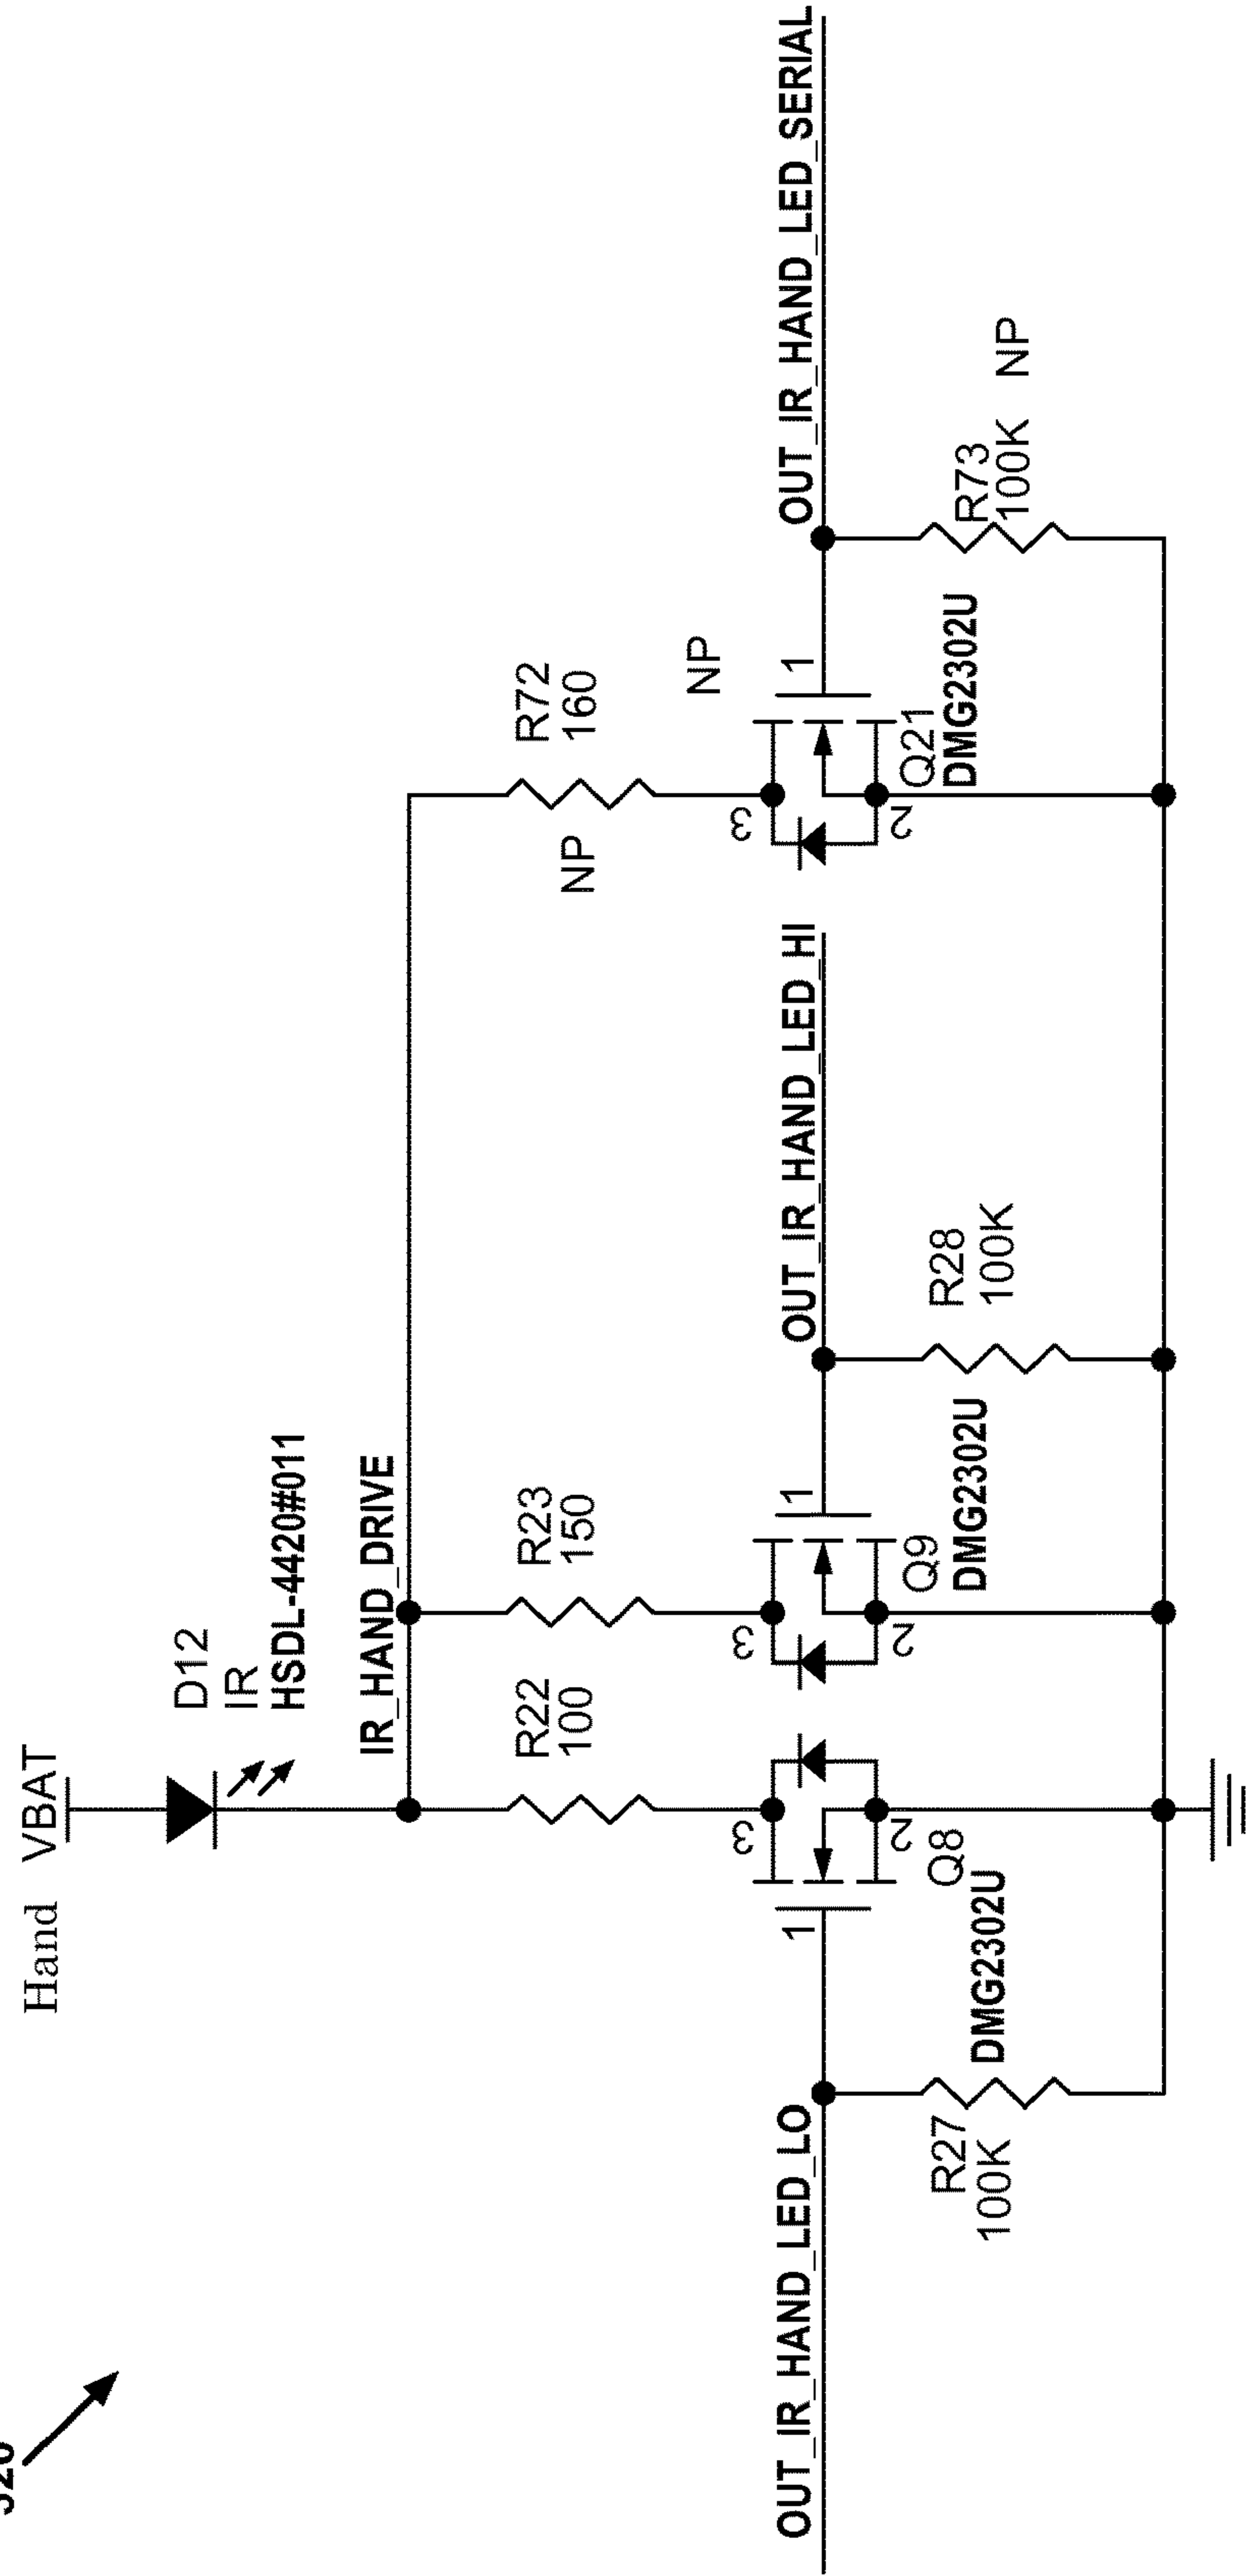 Hand VBAT
D12
IR
HSDL-4420#011
IR_HAND_DRIVE
R22
100
R23
150
R72
160
NP
NP
3
3
3
1
1
1
2
2
2
OUT_IR_HAND_LED_LO
OUT_IR_HAND_LED_HI
OUT_IR_HAND_LED_SERIAL
Q8
DMG2302U
Q9
DMG2302U
Q21
DMG2302U
R27
100K
R28
100K
R73
100K NP